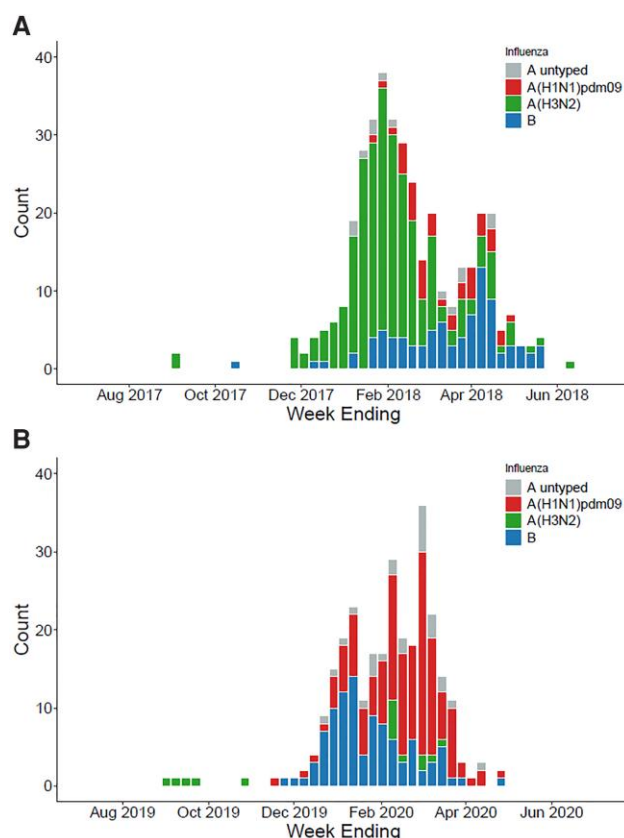 A
Influenza
A untyped
A(H1N1)pdm09
A(H3N2)
B
40
30
20
10
0
Count
Aug 2017 Oct 2017 Dec 2017 Feb 2018 Apr 2018 Jun 2018
Week Ending
B
Influenza
A untyped
A(H1N1)pdm09
A(H3N2)
B
40
30
20
10
0
Count
Aug 2019 Oct 2019 Dec 2019 Feb 2020 Apr 2020 Jun 2020
Week Ending